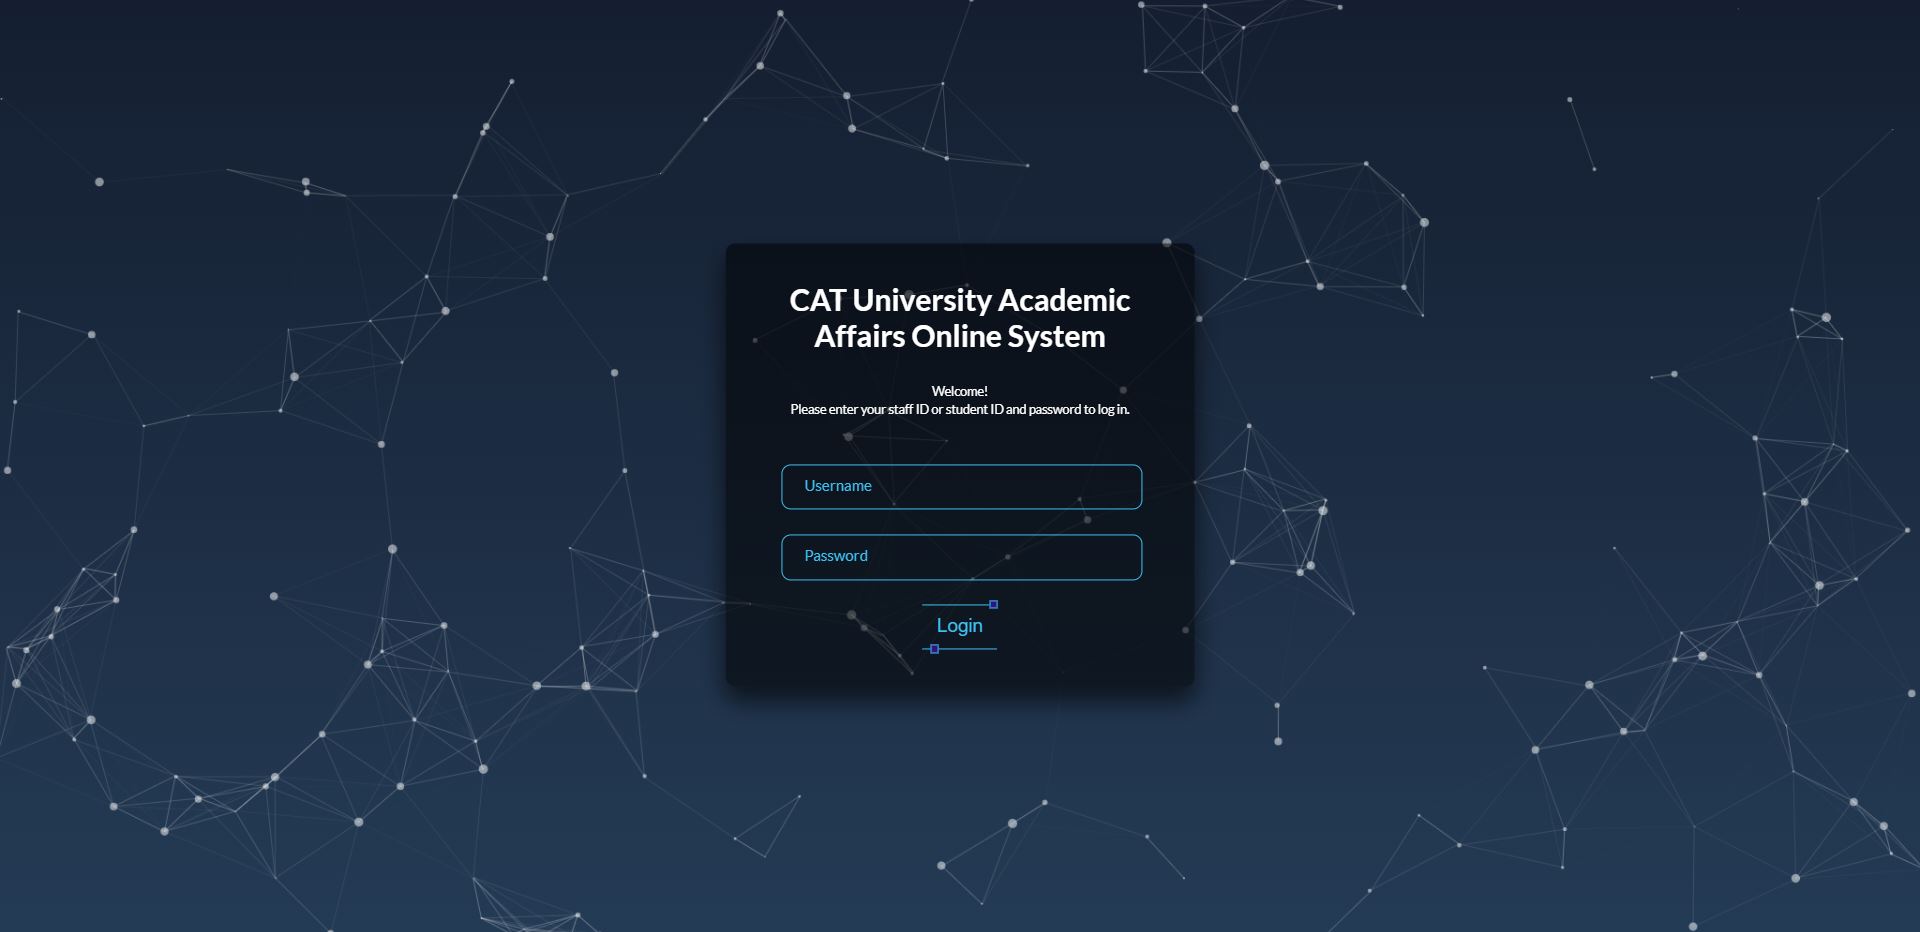 CAT University Academic
Affairs Online System
Welcome!
Please enter your staff ID or student ID and password to log in.
Username
Password
Login